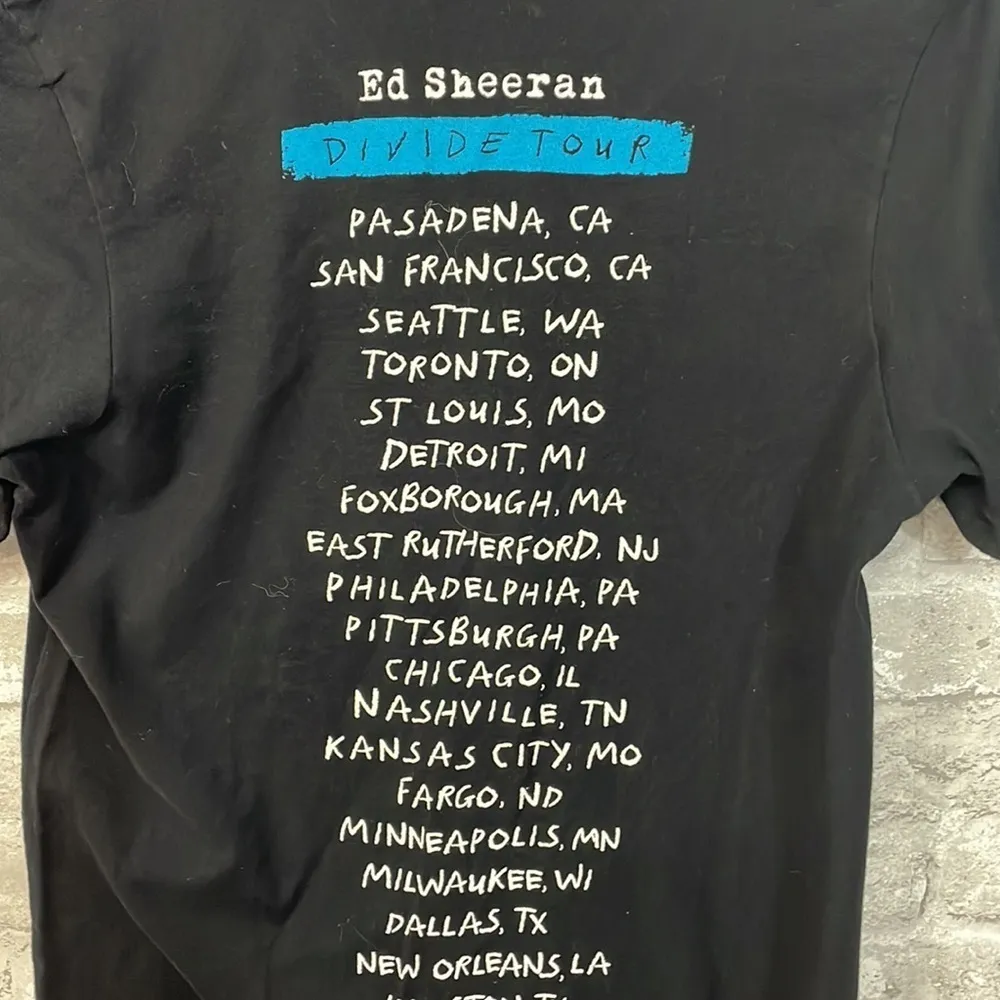 Ed Sheeran
DIVIDE TOUR
PASADENA, CA
SAN FRANCISCO, CA
SEATTLE, WA
TORONTO, ON
ST LOUIS, MO
DETROIT, MI
FOXBOROUGH, MA
EAST RUTHERFORD, NJ
PHILADELPHIA, PA
PITTSBURGH, PA
CHICAGO, IL
NASHVILLE, TN
KANSAS CITY, MO
FARGO, ND
MINNEAPOLIS, MN
MILWAUKEE, WI
DALLAS, TX
NEW ORLEANS, LA